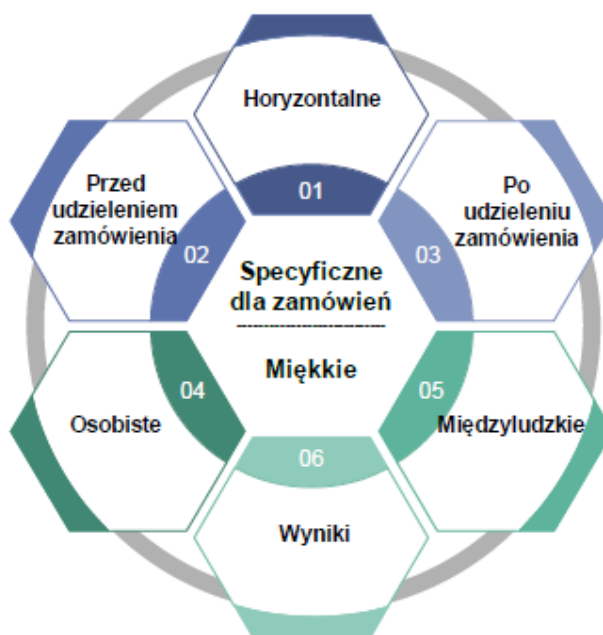 Horyzontalne
01
Przed
udzieleniem
zamówienia
02
Po
udzieleniu
zamówienia
03
Specyficzne
dla zamówień
Miękkie
04
Osobiste
05
Międzyludzkie
06
Wyniki